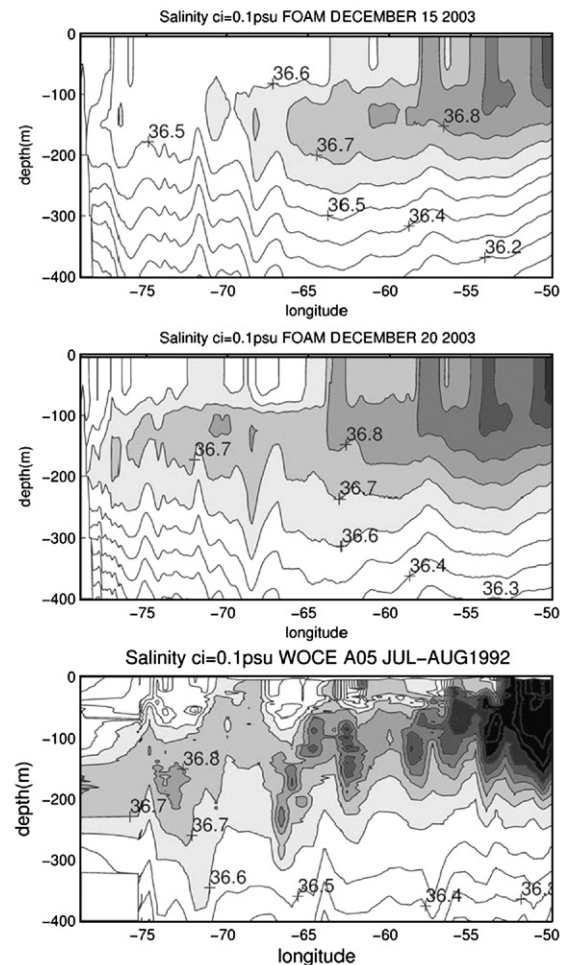 Salinity ci=0.1psu FOAM DECEMBER 15 2003
0
−100
−200
−300
−400
depth(m)
36.6
36.5
36.8
36.7
36.5
36.4
36.2
−75 −70 −65 −60 −55 −50
longitude
Salinity ci=0.1psu FOAM DECEMBER 20 2003
0
−100
−200
−300
−400
depth(m)
36.8
36.7
36.7
36.6
36.4
36.3
−75 −70 −65 −60 −55 −50
longitude
Salinity ci=0.1psu WOCE A05 JUL−AUG1992
0
−100
−200
−300
−400
depth(m)
36.8
36.7
36.7
36.6
36.5
36.4
−75 −70 −65 −60 −55 −50
longitude